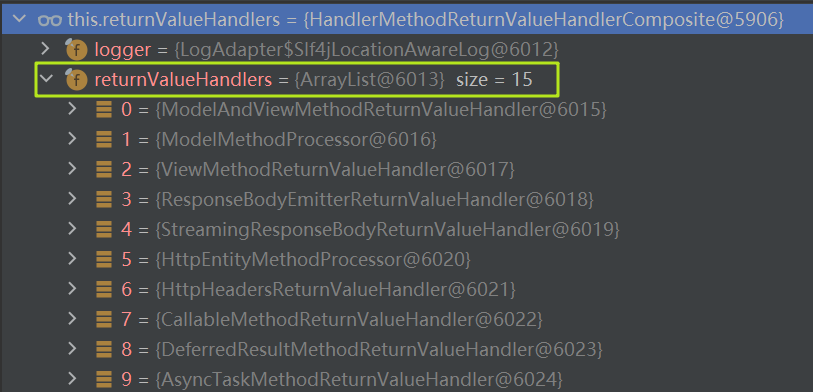 this.returnValueHandlers = {HandlerMethodReturnValueHandlerComposite@5906}
f logger = {LogAdapter$Slf4jLocationAwareLog@6012}
f returnValueHandlers = {ArrayList@6013} size = 15
0 = {ModelAndViewMethodReturnValueHandler@6015}
1 = {ModelMethodProcessor@6016}
2 = {ViewMethodReturnValueHandler@6017}
3 = {ResponseBodyEmitterReturnValueHandler@6018}
4 = {StreamingResponseBodyReturnValueHandler@6019}
5 = {HttpEntityMethodProcessor@6020}
6 = {HttpHeadersReturnValueHandler@6021}
7 = {CallableMethodReturnValueHandler@6022}
8 = {DeferredResultMethodReturnValueHandler@6023}
9 = {AsyncTaskMethodReturnValueHandler@6024}